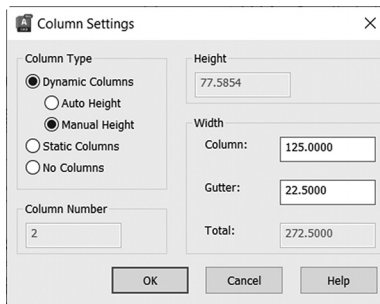 Column Settings
Column Type
Dynamic Columns
Auto Height
Manual Height
Static Columns
No Columns
Column Number
2
Height
77.5854
Width
Column: 125.0000
Gutter: 22.5000
Total: 272.5000
OK Cancel Help